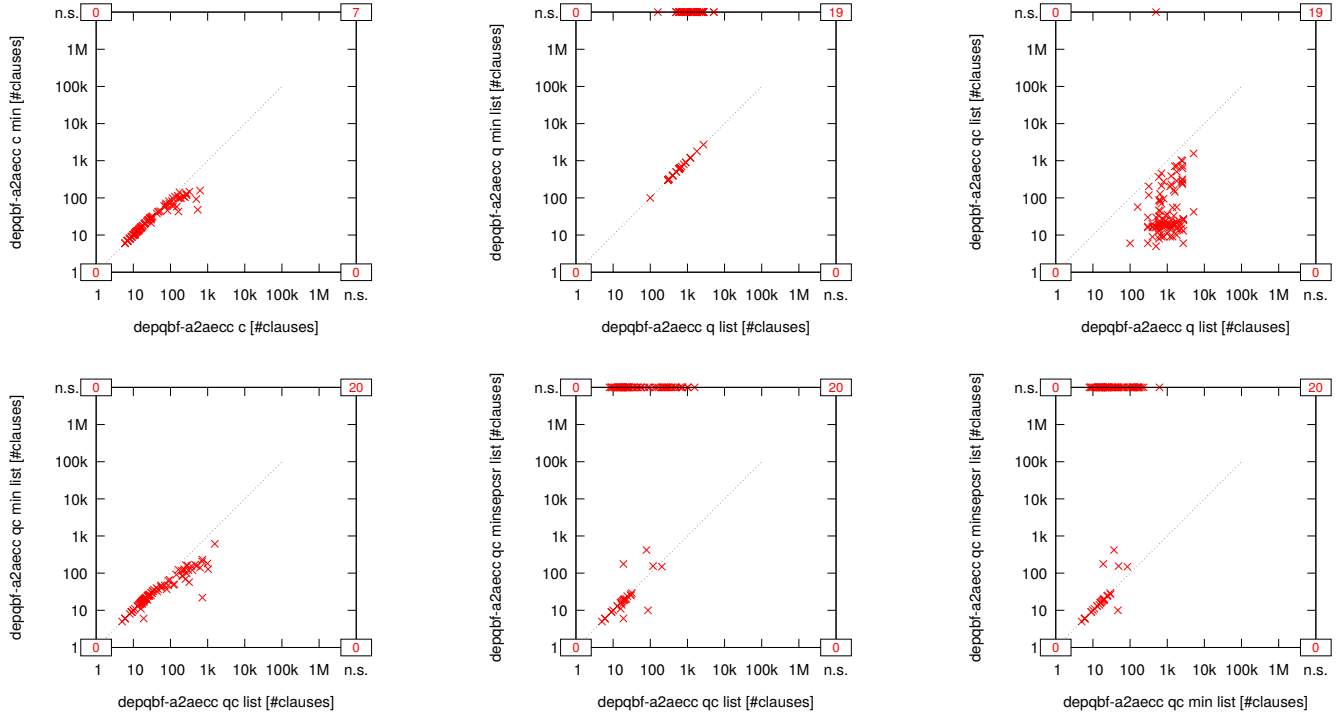 n.s. 0 7
1M
100k
10k
1k
100
10
1 0 0
1 10 100 1k 10k 100k 1M n.s.
depqbf-a2aecc c min [#clauses]
depqbf-a2aecc c [#clauses]
n.s. 0 19
1M
100k
10k
1k
100
10
1 0 0
1 10 100 1k 10k 100k 1M n.s.
depqbf-a2aecc q min list [#clauses]
depqbf-a2aecc q list [#clauses]
n.s. 0 19
1M
100k
10k
1k
100
10
1 0 0
1 10 100 1k 10k 100k 1M n.s.
depqbf-a2aecc qc list [#clauses]
depqbf-a2aecc q list [#clauses]
n.s. 0 20
1M
100k
10k
1k
100
10
1 0 0
1 10 100 1k 10k 100k 1M n.s.
depqbf-a2aecc qc min list [#clauses]
depqbf-a2aecc qc list [#clauses]
n.s. 0 20
1M
100k
10k
1k
100
10
1 0 0
1 10 100 1k 10k 100k 1M n.s.
depqbf-a2aecc qc minsepcsr list [#clauses]
depqbf-a2aecc qc list [#clauses]
n.s. 0 20
1M
100k
10k
1k
100
10
1 0 0
1 10 100 1k 10k 100k 1M n.s.
depqbf-a2aecc qc minsepcsr list [#clauses]
depqbf-a2aecc qc min list [#clauses]